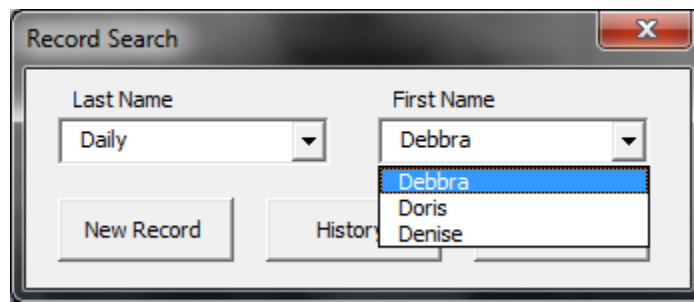 Record Search
Last Name First Name
Daily Debbra
Debbra
Doris
Denise
New Record History